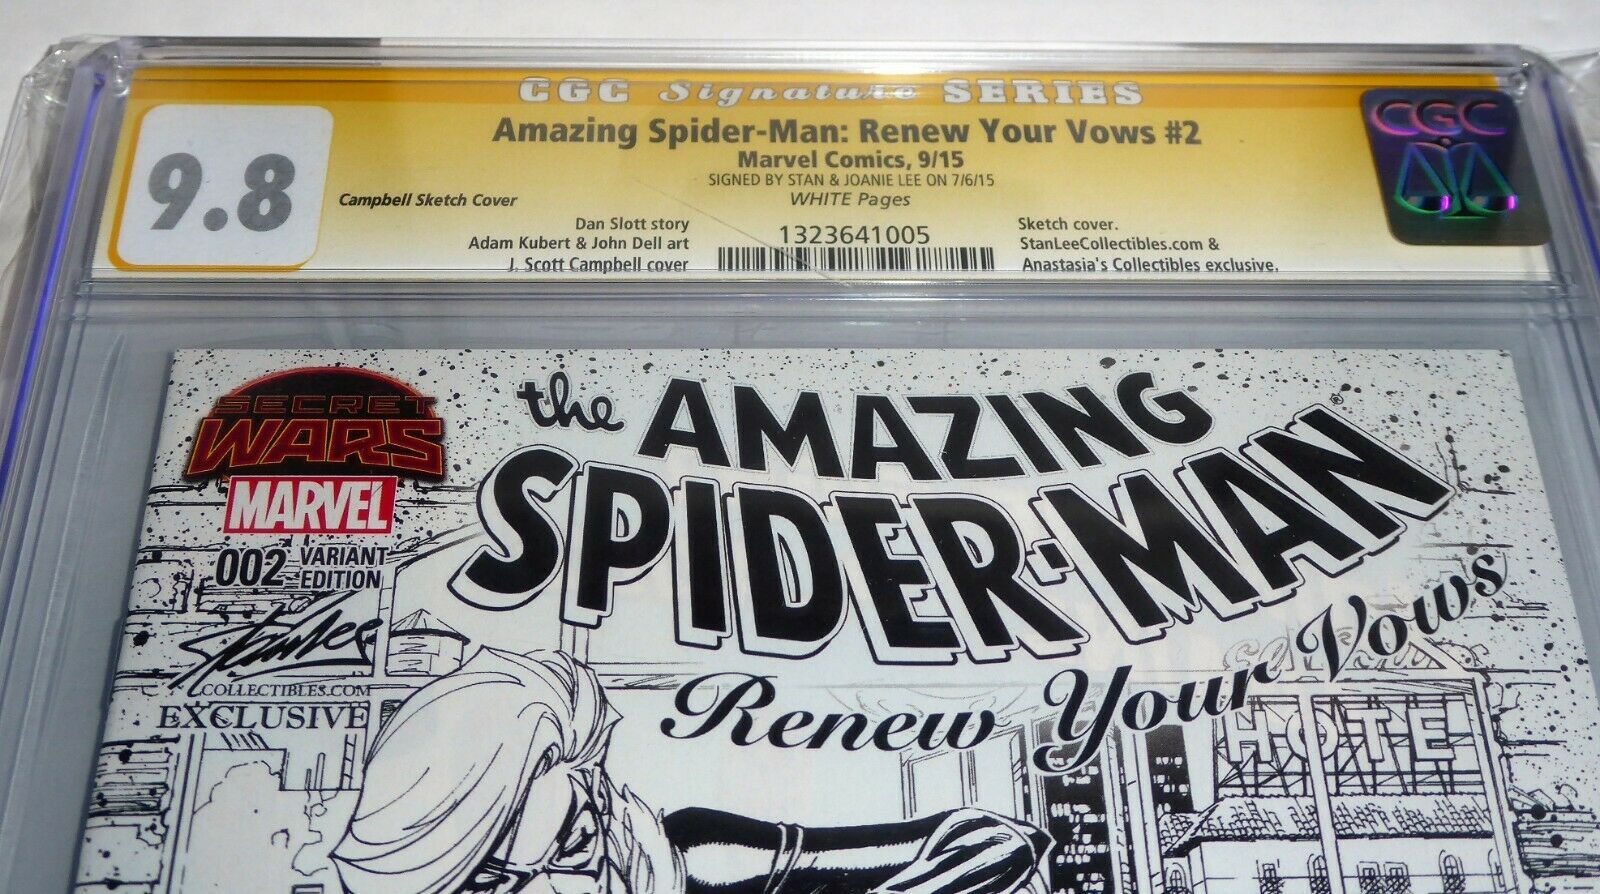 CGC Signature SERIES
Amazing Spider-Man: Renew Your Vows #2
Marvel Comics, 9/15
SIGNED BY STAN & JOANIE LEE ON 7/6/15
WHITE Pages
9.8
Campbell Sketch Cover
Dan Slott story
Adam Kubert & John Dell art
J. Scott Campbell cover
1323641005
Sketch cover.
StanLeeCollectibles.com &
Anastasia's Collectibles exclusive.
CGC
SECRET
WARS
MARVEL
002 VARIANT
EDITION
Stan Lee
COLLECTIBLES.COM
EXCLUSIVE
the AMAZING
SPIDER-MAN®
Renew Your Vows
HOTE